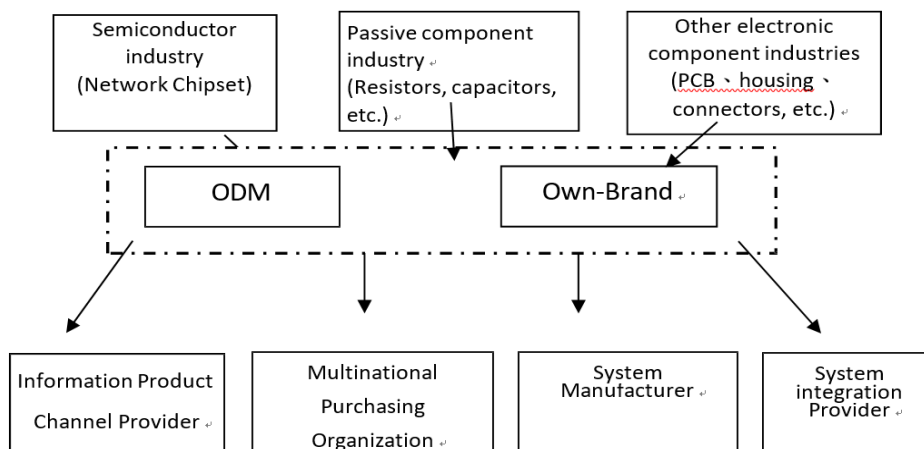 Semiconductor
industry
(Network Chipset)
Passive component
industry
(Resistors, capacitors,
etc.)
Other electronic
component industries
(PCB、housing、
connectors, etc.)
ODM
Own-Brand
Information Product
Channel Provider
Multinational
Purchasing
Organization
System
Manufacturer
System
integration
Provider